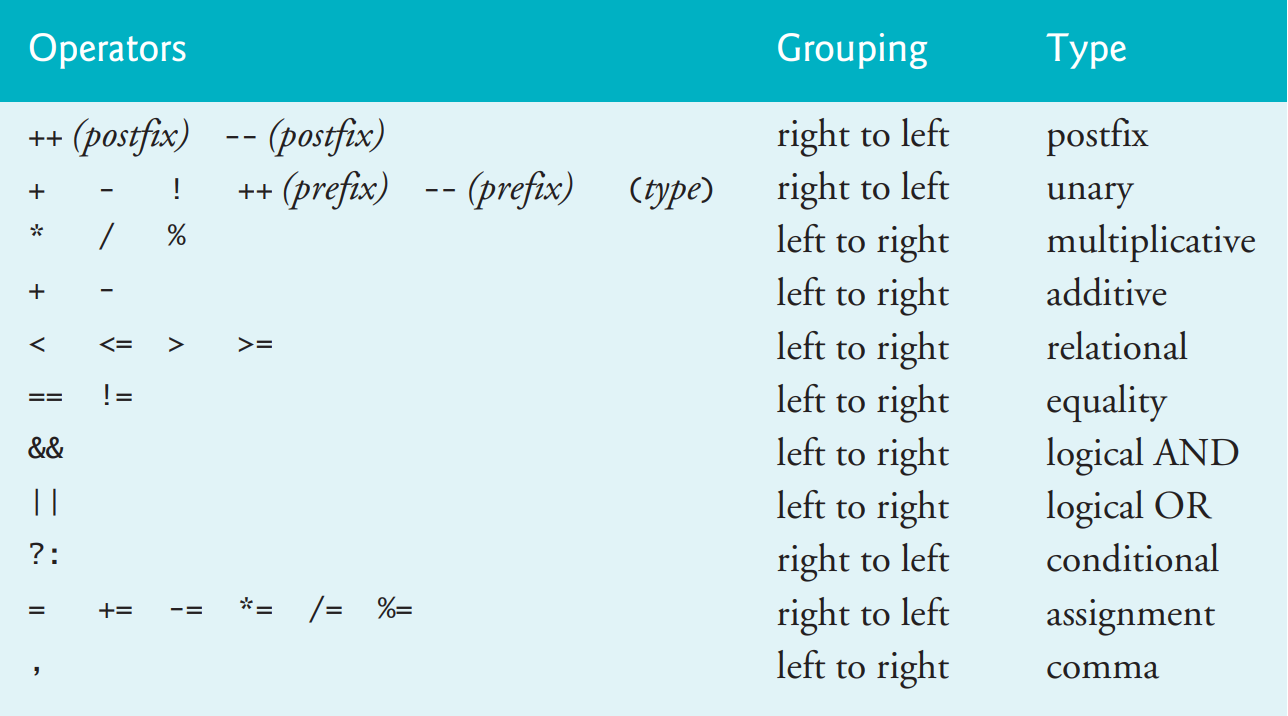 Operators Grouping Type
++ (postfix) -- (postfix) right to left postfix
+ - ! ++ (prefix) -- (prefix) (type) right to left unary
* / % left to right multiplicative
+ - left to right additive
< <= > >= left to right relational
== != left to right equality
&& left to right logical AND
|| left to right logical OR
?: right to left conditional
= += -= *= /= %= right to left assignment
, left to right comma